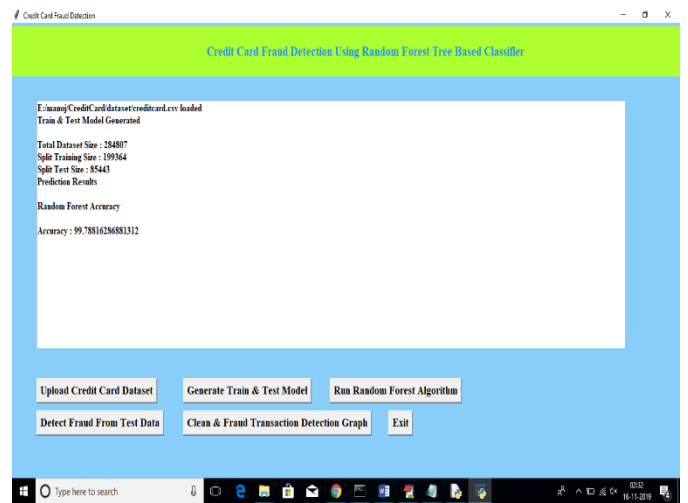 Credit Card Fraud Detection
Credit Card Fraud Detection Using Random Forest Tree Based Classifier
E:/manoj/CreditCard/dataset/creditcard.csv loaded
Train & Test Model Generated
Total Dataset Size : 284807
Split Training Size : 199364
Split Test Size : 85443
Prediction Results
Random Forest Accuracy
Accuracy : 99.78816286881312
Upload Credit Card Dataset
Generate Train & Test Model
Run Random Forest Algorithm
Detect Fraud From Test Data
Clean & Fraud Transaction Detection Graph
Exit
Type here to search
02:32
16-11-2019